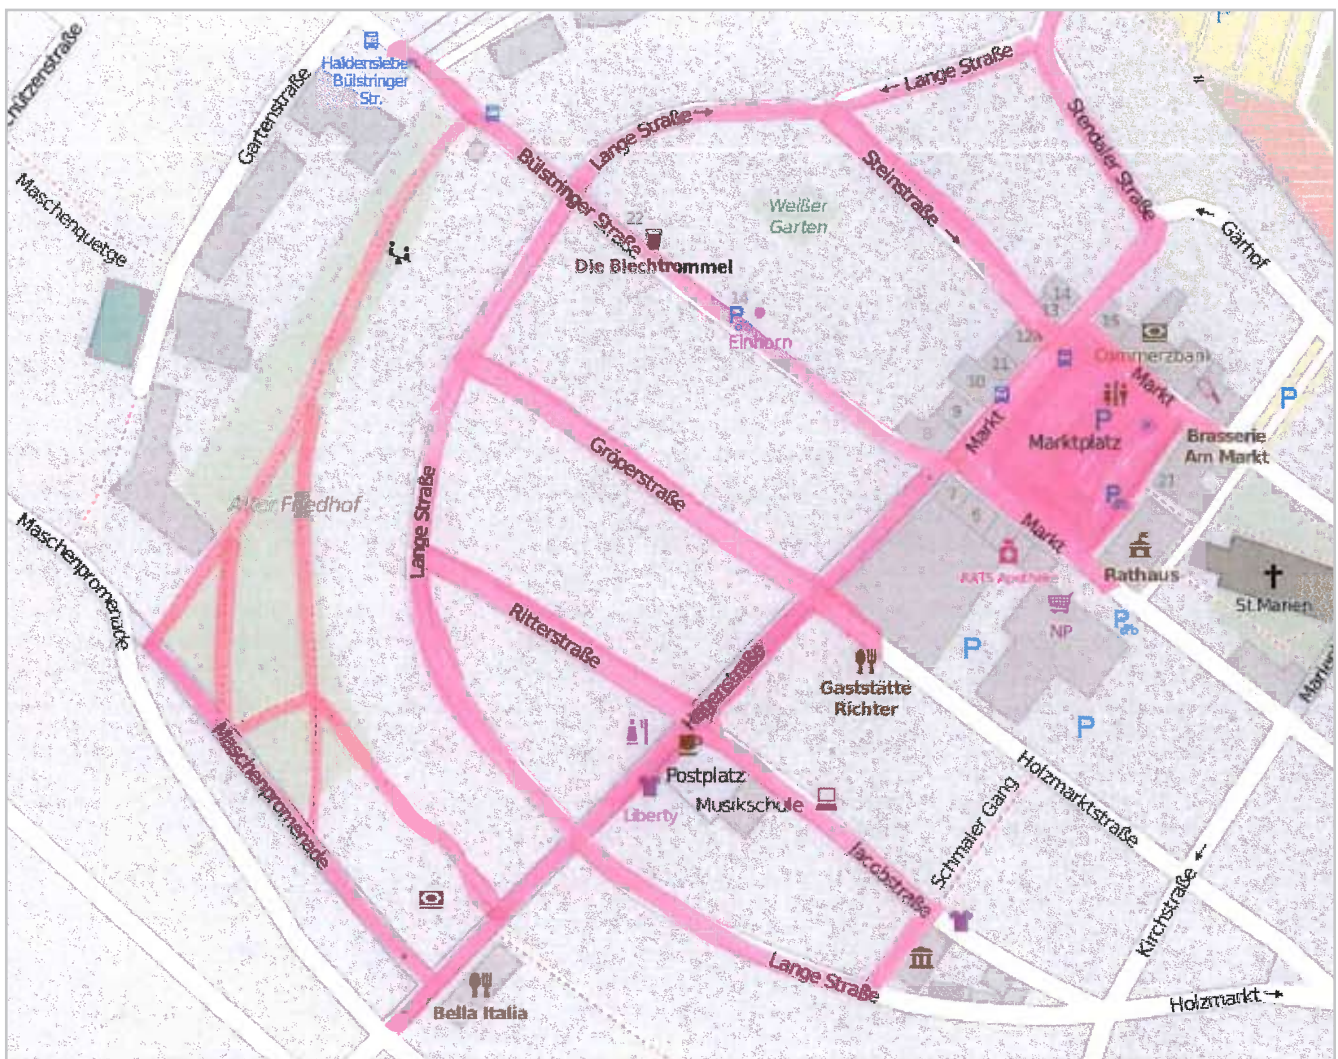 P
Haldensleben
Bülstringer
Str.
Gartenstraße
Maschenquetge
Lange Straße →
← Lange Straße
Stendaler Straße
Bülstringer Straße
22
Die Blechtrommel
Weißer
Garten
Steinstraße →
← Gärhof
P
Einhorn
14
13
12a
15
11
10
9
8
7
6
Commerzbank
Markt
P
Marktplatz
Markt
P
Brasserie
Am Markt
P
21
Markt
RATS Apotheke
Rathaus
St.Marien
NP
P
P
P
Gröperstraße
Alter Friedhof
Lange Straße
Ritterstraße
Maschenpromenade
Maschenpromenade
Gaststätte
Richter
Postplatz
Liberty
Musikschule
Jacobstraße
Schmaler Gang
Holzmarktstraße
Kirchstraße
Lange Straße
Holzmarkt →
Bella Italia